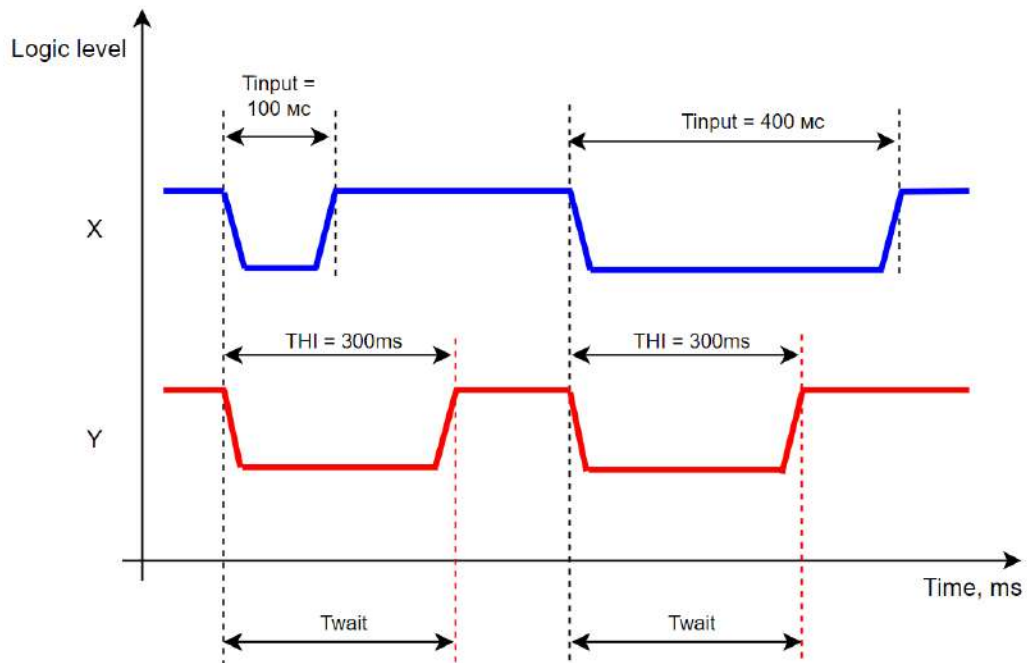 Logic level
Tinput =
100 мс
Tinput = 400 мс
X
THI = 300ms
THI = 300ms
Y
Time, ms
Twait
Twait